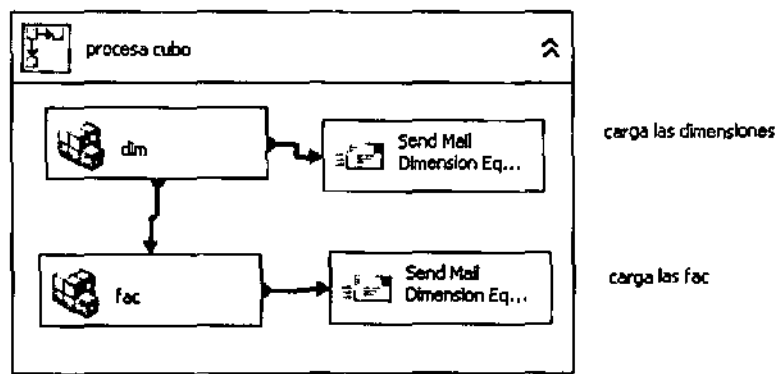 procesa cubo
dim
Send Mail
Dimension Eq...
carga las dimensiones
fac
Send Mail
Dimension Eq...
carga las fac